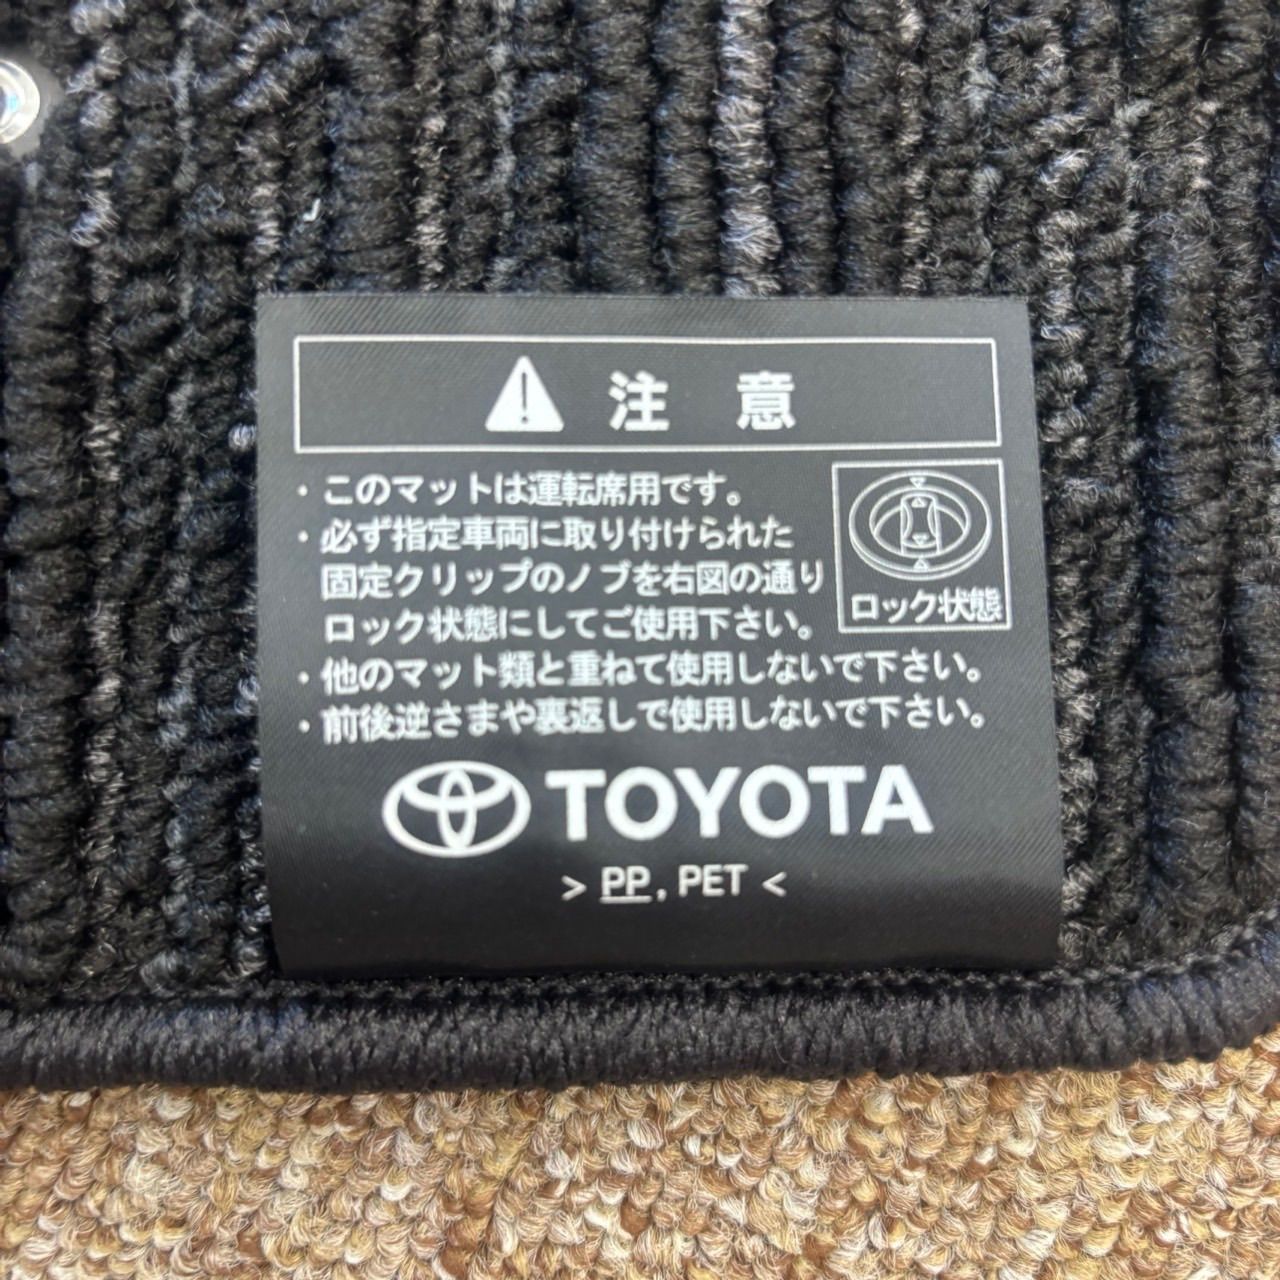 注意
・このマットは運転席用です。
・必ず指定車両に取り付けられた
固定クリップのノブを右図の通り
ロック状態にしてご使用下さい。
ロック状態
・他のマット類と重ねて使用しないで下さい。
・前後逆さまや裏返しで使用しないで下さい。
TOYOTA
> PP, PET <